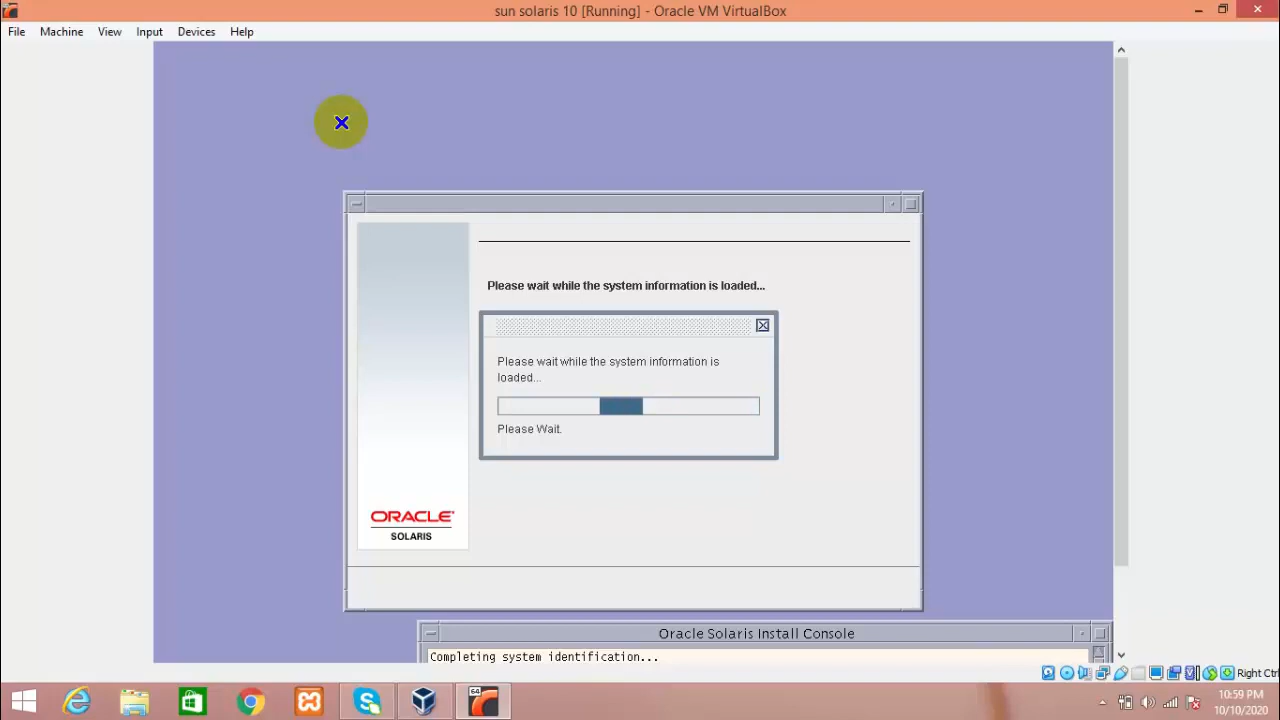 sun solaris 10 [Running] - Oracle VM VirtualBox
File Machine View Input Devices Help
Please wait while the system information is loaded...
Please wait while the system information is
loaded...
Please Wait.
ORACLE
SOLARIS
Oracle Solaris Install Console
Completing system identification...
Right Ctrl
64
10:59 PM
10/10/2020